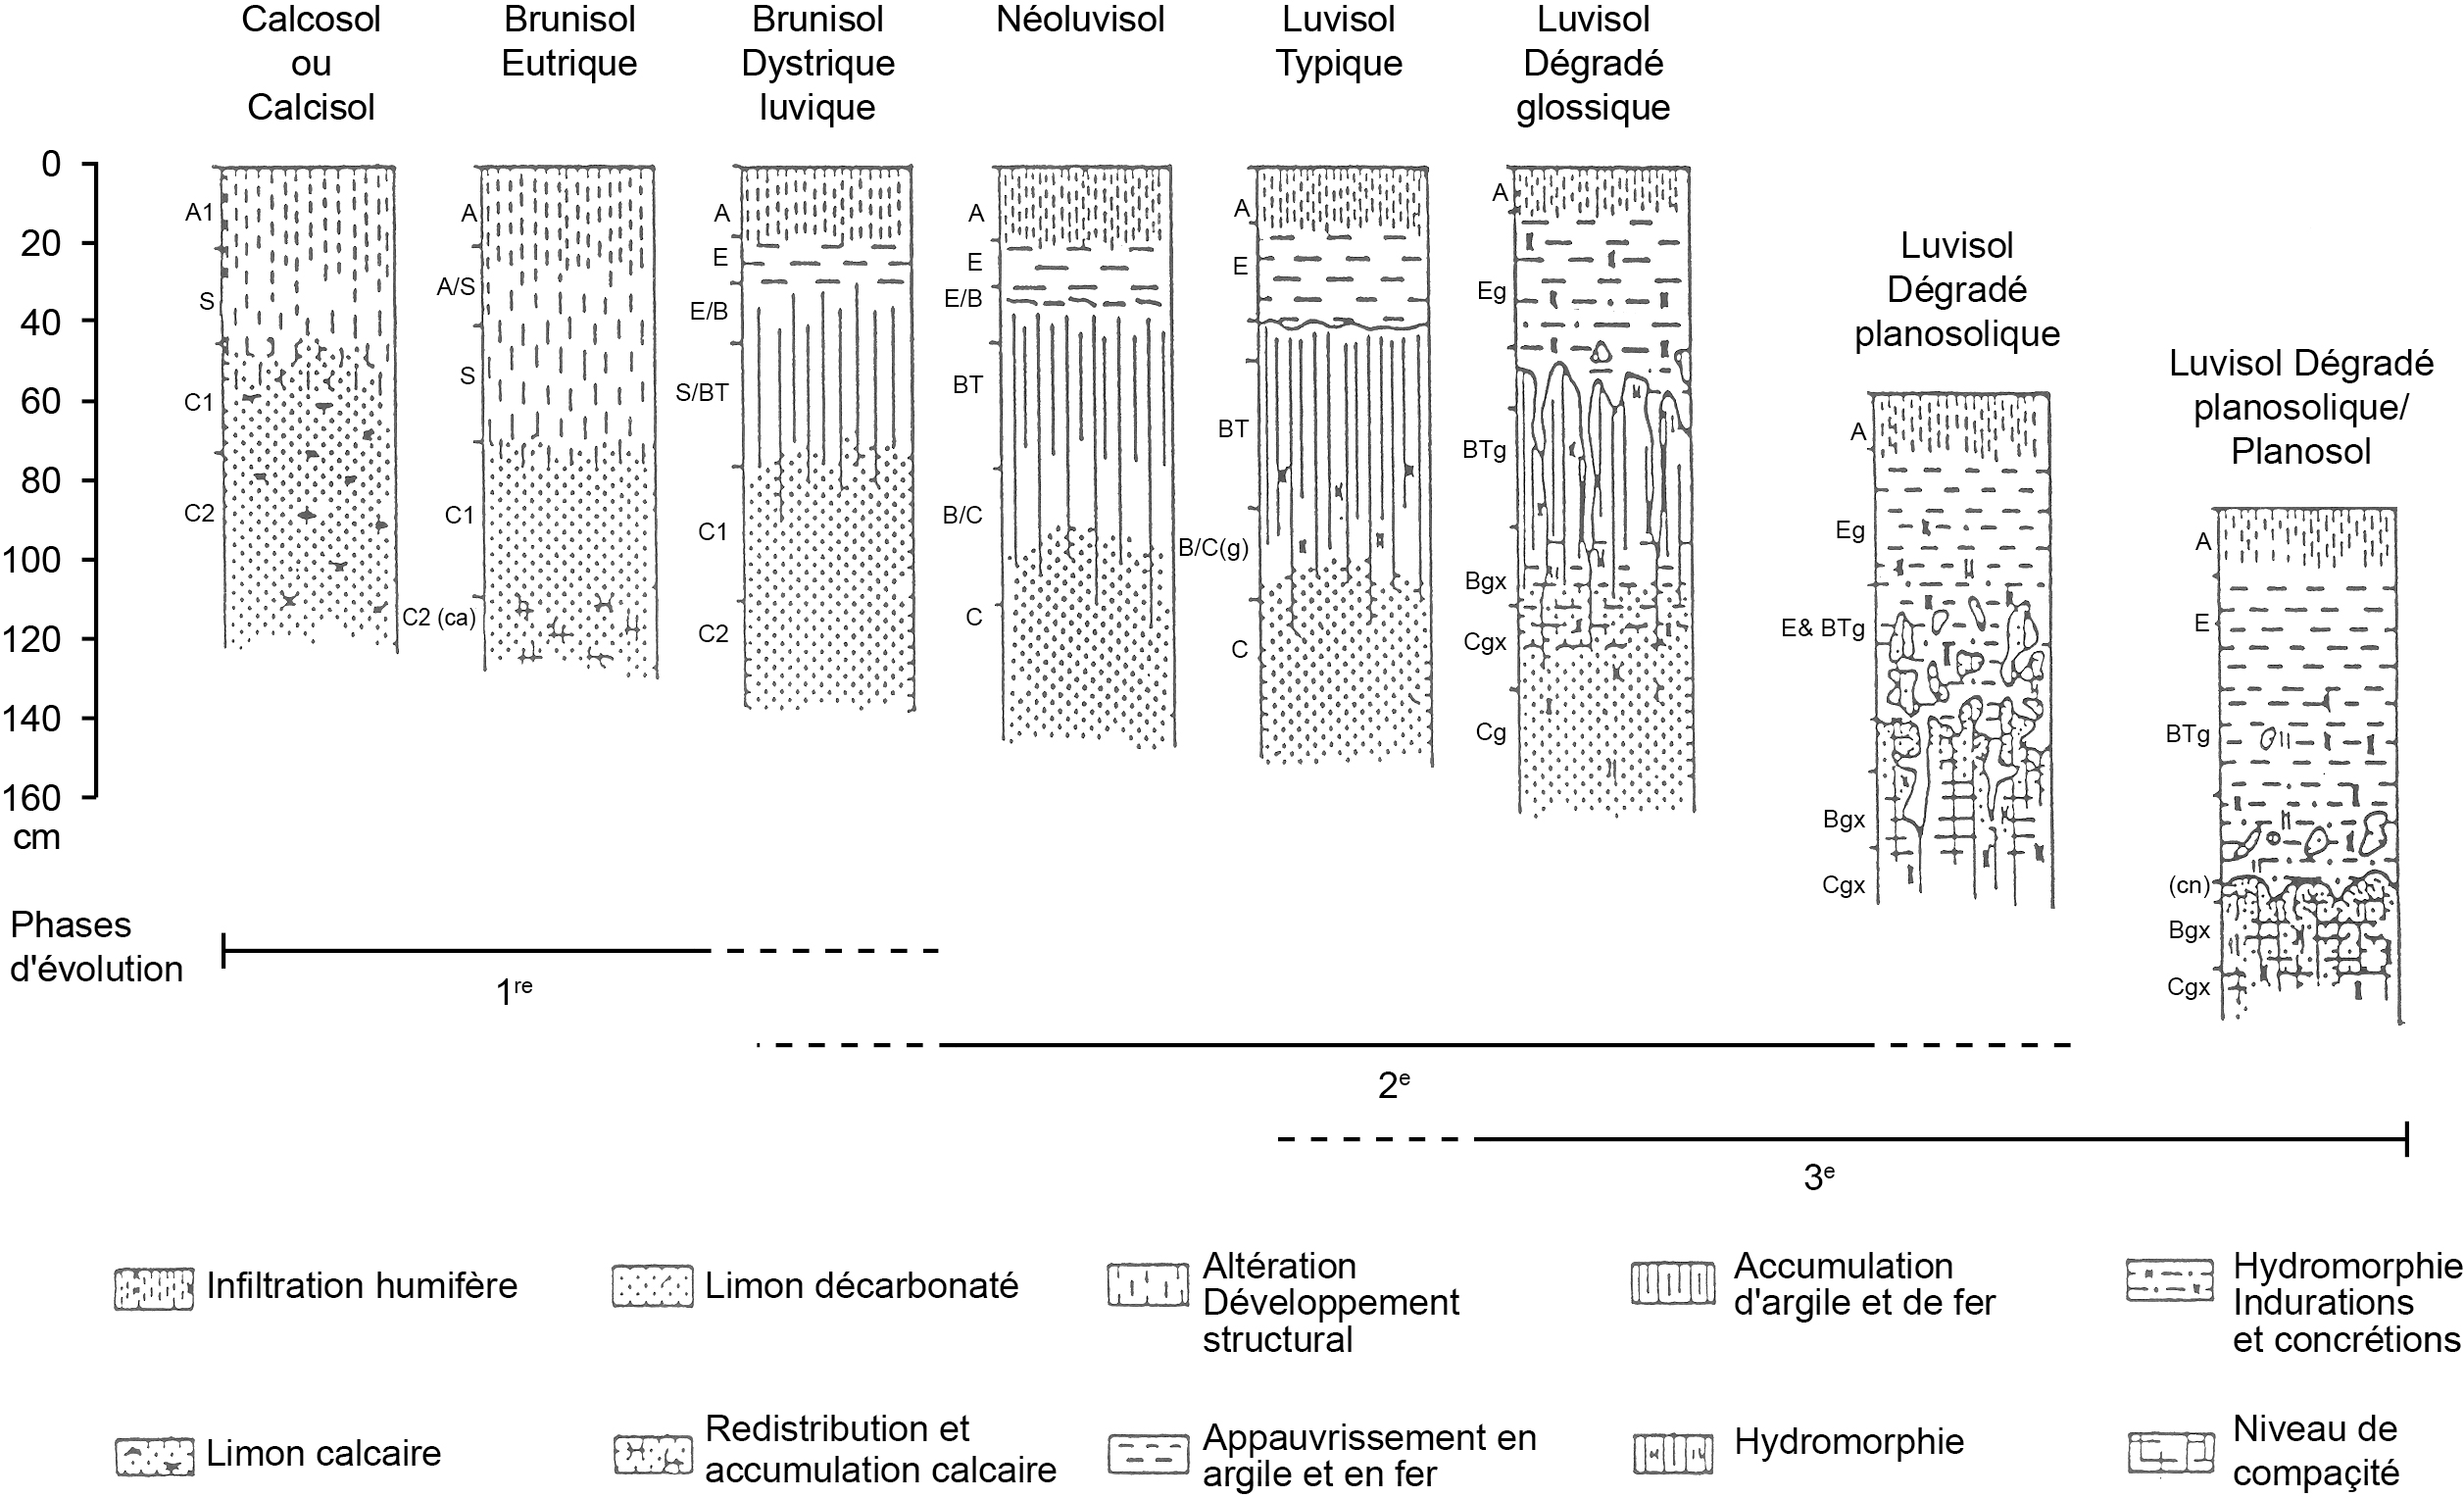 Calcosol
ou
Calcisol
Brunisol
Eutrique
Brunisol
Dystrique
luvique
Néoluvisol
Luvisol
Typique
Luvisol
Dégradé
glossique
Luvisol
Dégradé
planosolique
Luvisol Dégradé
planosolique/
Planosol
0
20
40
60
80
100
120
140
160
cm
A1
S
C1
C2
A
A/S
S
C1
C2 (ca)
A
E
E/B
S/BT
C1
C2
A
E
E/B
BT
B/C
C
A
E
BT
B/C(g)
C
A
Eg
BTg
Bgx
Cgx
Cg
A
Eg
E& BTg
Bgx
Cgx
A
E
BTg
(cn)
Bgx
Cgx
Phases
d'évolution
1re
2e
3e
Infiltration humifère
Limon décarbonaté
Altération
Développement
structural
Accumulation
d'argile et de fer
Hydromorphie
Indurations
et concrétions
Limon calcaire
Redistribution et
accumulation calcaire
Appauvrissement en
argile et en fer
Hydromorphie
Niveau de
compaçité